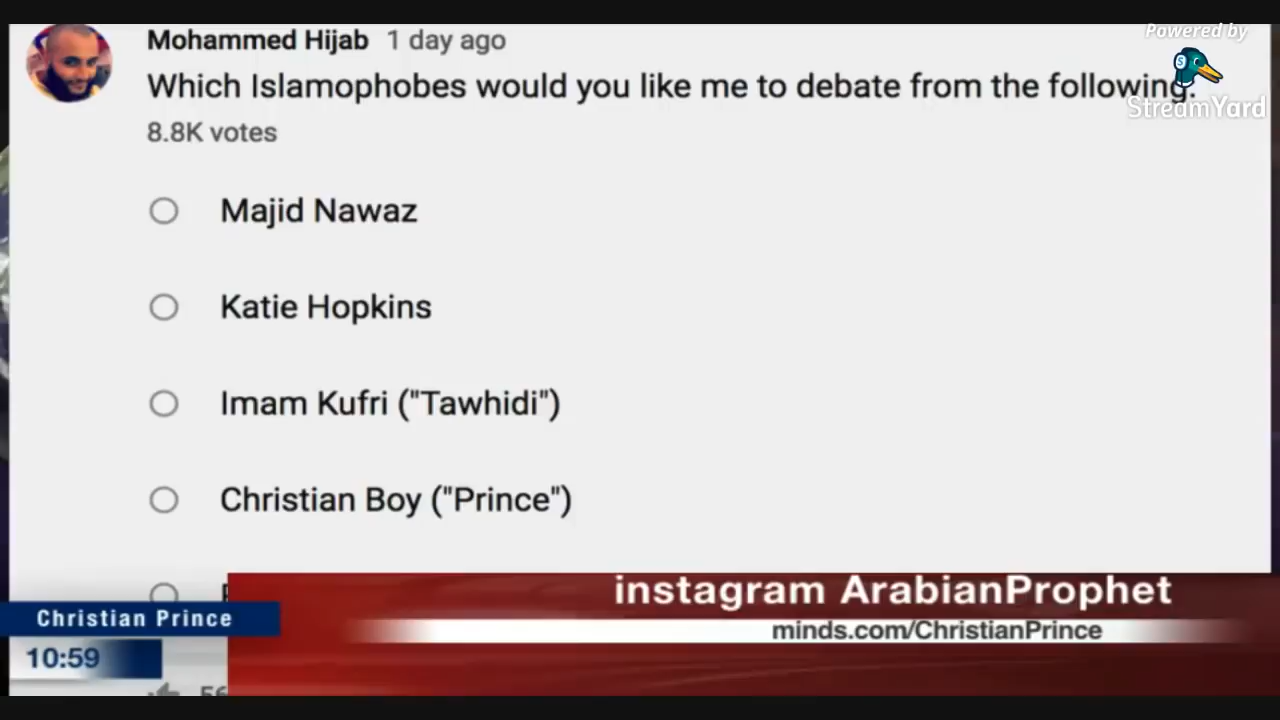 Powered by
StreamYard
Mohammed Hijab 1 day ago
Which Islamophobes would you like me to debate from the following:
8.8K votes
Majid Nawaz
Katie Hopkins
Imam Kufri ("Tawhidi")
Christian Boy ("Prince")
instagram ArabianProphet
minds.com/ChristianPrince
Christian Prince
10:59